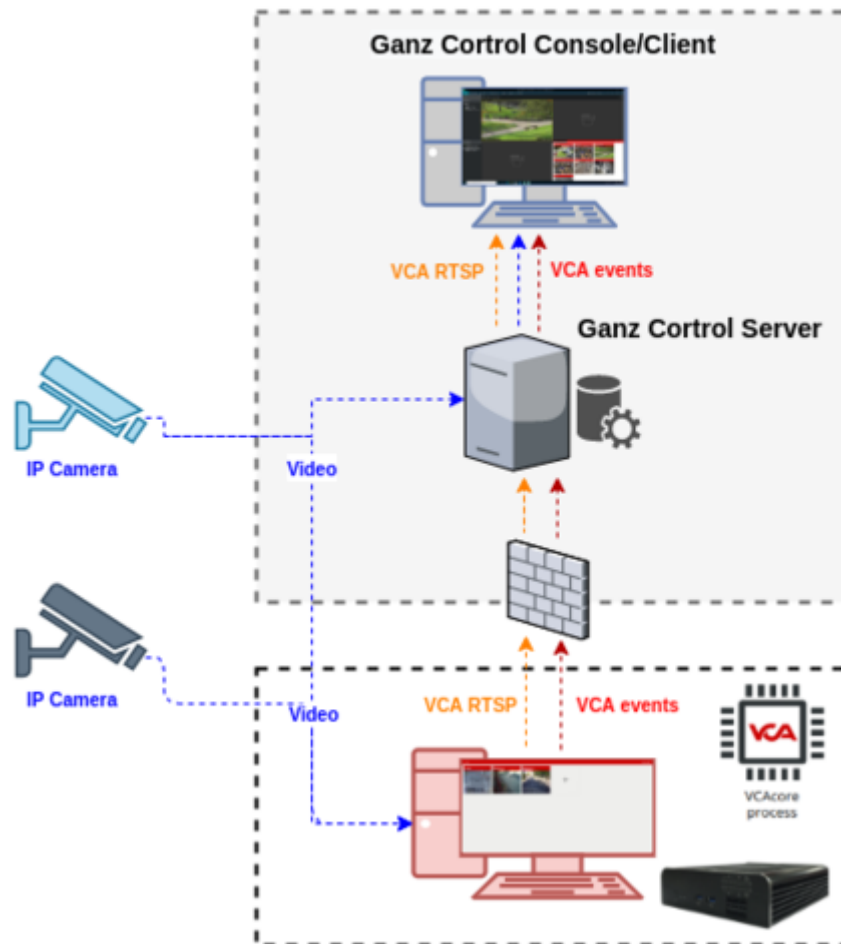 Ganz Cortrol Console/Client
VCA RTSP
VCA events
Ganz Cortrol Server
IP Camera
Video
IP Camera
Video
VCA RTSP
VCA events
VCA
VCAcore
process